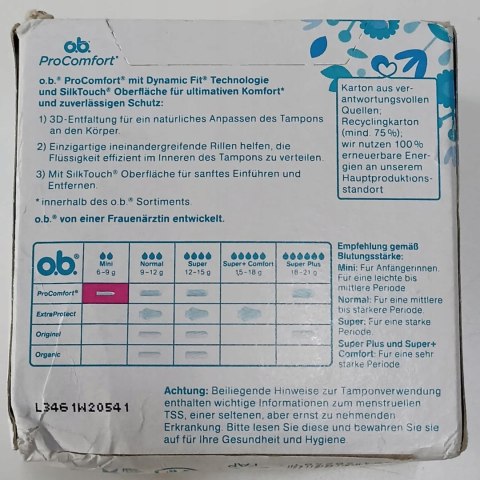 o.b.®
ProComfort®
o.b.® ProComfort® mit Dynamic Fit® Technologie
und SilkTouch® Oberfläche für ultimativen Komfort*
und zuverlässigen Schutz:
1) 3D-Entfaltung für ein natürliches Anpassen des Tampons
an den Körper.
2) Einzigartige ineinandergreifende Rillen helfen, die
Flüssigkeit effizient im Inneren des Tampons zu verteilen.
3) Mit SilkTouch® Oberfläche für sanftes Einführen und
Entfernen.
* innerhalb des o.b.® Sortiments.
o.b.® von einer Frauenärztin entwickelt.
Karton aus ver-
antwortungsvollen
Quellen;
Recyclingkarton
(mind. 75%);
wir nutzen 100%
erneuerbare Ener-
gien an unserem
Hauptproduktions-
standort
o.b.®
Mini
6-9 g
Normal
9-12 g
Super
12-15 g
Super+ Comfort
15-18 g
Super Plus
18-21 g
ProComfort®
ExtraProtect
Original
Organic
Empfehlung gemäß
Blutungsstärke:
Mini: Für Anfängerinnen.
Für eine leichte bis
mittlere Periode
Normal: Für eine mittlere
bis stärkere Periode
Super: Für eine starke
Periode.
Super Plus und Super+
Comfort: Für eine sehr
starke Periode.
L3461W20541
Achtung: Beiliegende Hinweise zur Tamponverwendung
enthalten wichtige Informationen zum menstruellen
TSS, einer seltenen, aber ernst zu nehmenden
Erkrankung. Bitte lesen Sie diese und bewahren Sie sie
auf für Ihre Gesundheit und Hygiene.